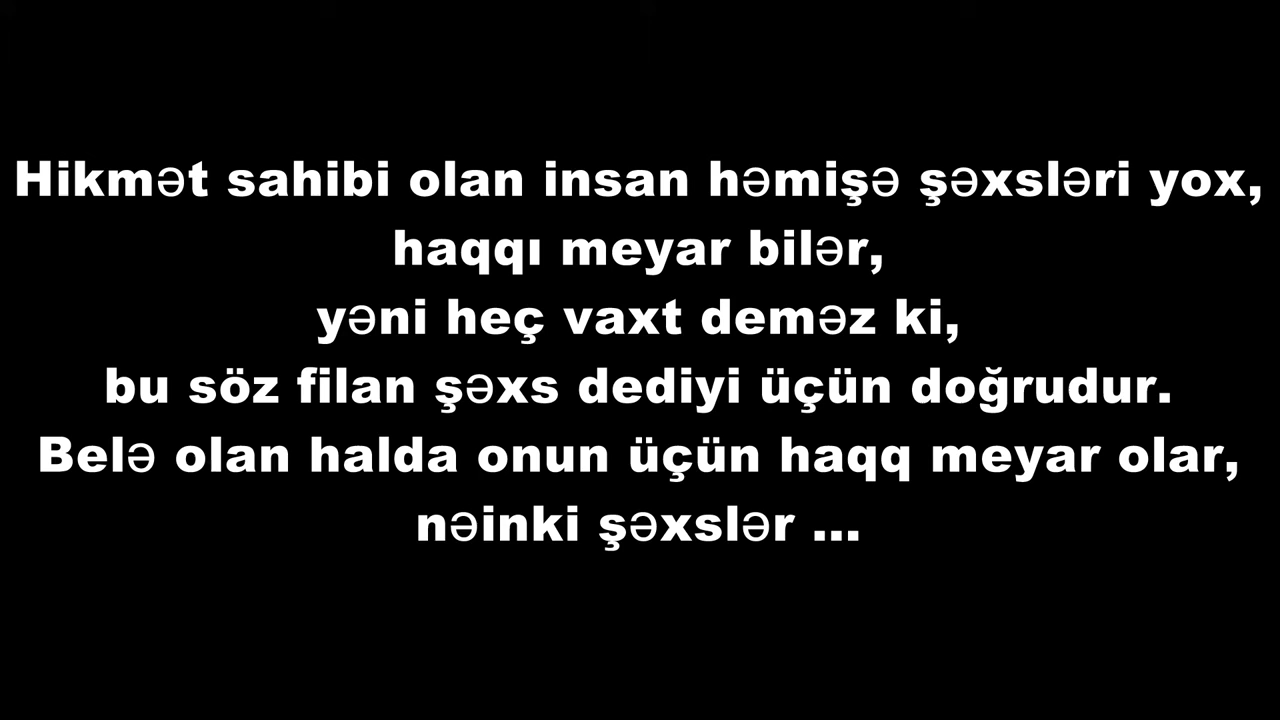 Hikmət sahibi olan insan həmişə şəxsləri yox,
haqqı meyar bilər,
yəni heç vaxt deməz ki,
bu söz filan şəxs dediyi üçün doğrudur.
Belə olan halda onun üçün haqq meyar olar,
nəinki şəxslər ...